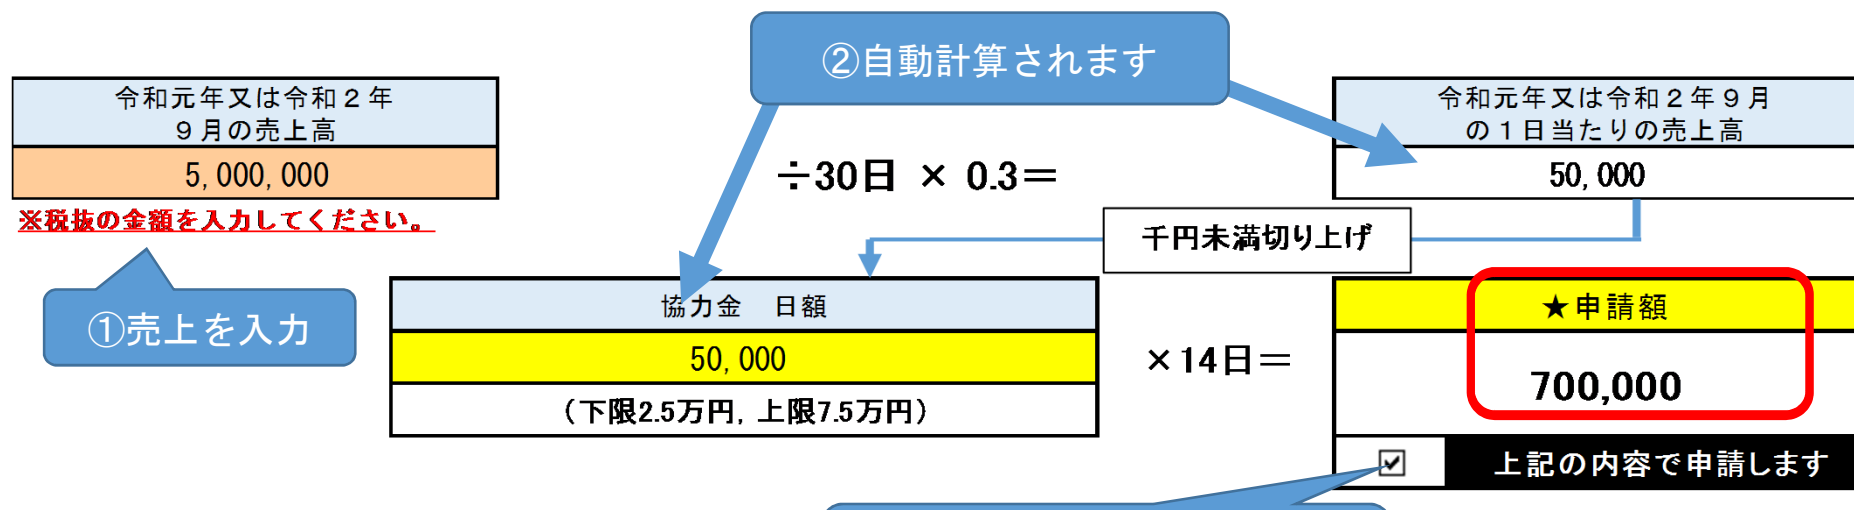 ②自動計算されます
令和元年又は令和２年
９月の売上高
5,000,000
※税抜の金額を入力してください。
①売上を入力
÷30日 × 0.3＝
令和元年又は令和２年９月
の１日当たりの売上高
50,000
千円未満切り上げ
協力金　日額
50,000
（下限2.5万円，上限7.5万円）
×14日＝
★申請額
700,000
上記の内容で申請します